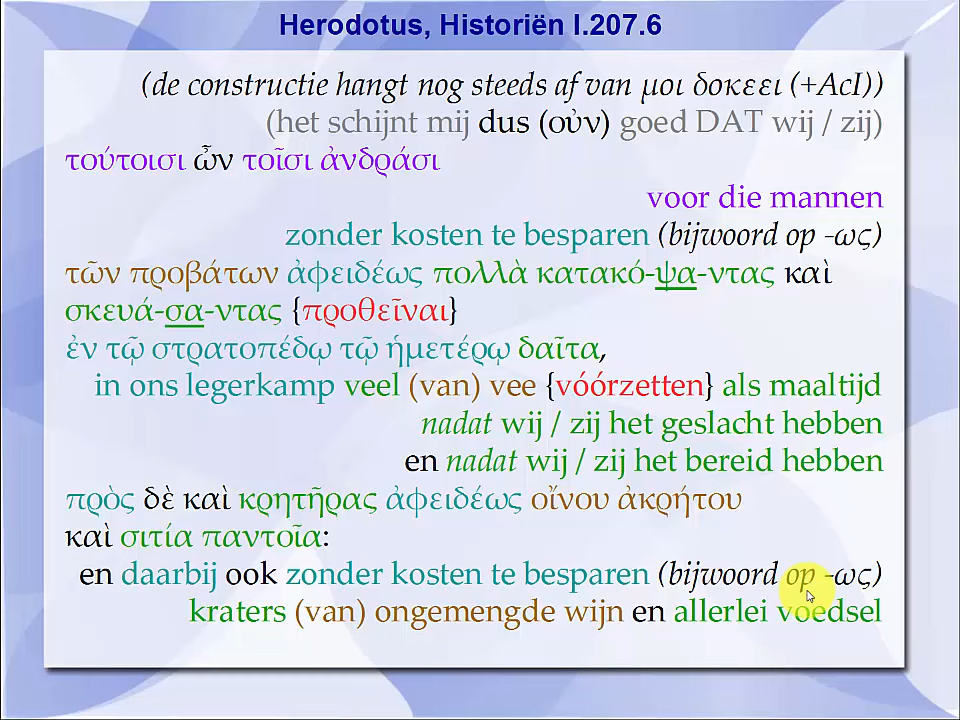 Herodotus, Historiën I.207.6
(de constructie hangt nog steeds af van μοι δοκεει (+AcI))
(het schijnt mij dus (οὐν) goed DAT wij / zij)
τούτοισι ὦν τοῖσι ἀνδράσι
voor die mannen
zonder kosten te besparen (bijwoord op -ως)
τῶν προβάτων ἀφειδέως πολλὰ κατακό-ψα-ντας καὶ
σκευά-σα-ντας {προθεῖναι}
ἐν τῷ στρατοπέδῳ τῷ ἡμετέρῳ δαῖτα,
in ons legerkamp veel (van) vee {vóórzetten} als maaltijd
nadat wij / zij het geslacht hebben
en nadat wij / zij het bereid hebben
πρὸς δὲ καὶ κρητῆρας ἀφειδέως οἴνου ἀκρήτου
καὶ σιτία παντοῖα:
en daarbij ook zonder kosten te besparen (bijwoord op -ως)
kraters (van) ongemengde wijn en allerlei voedsel